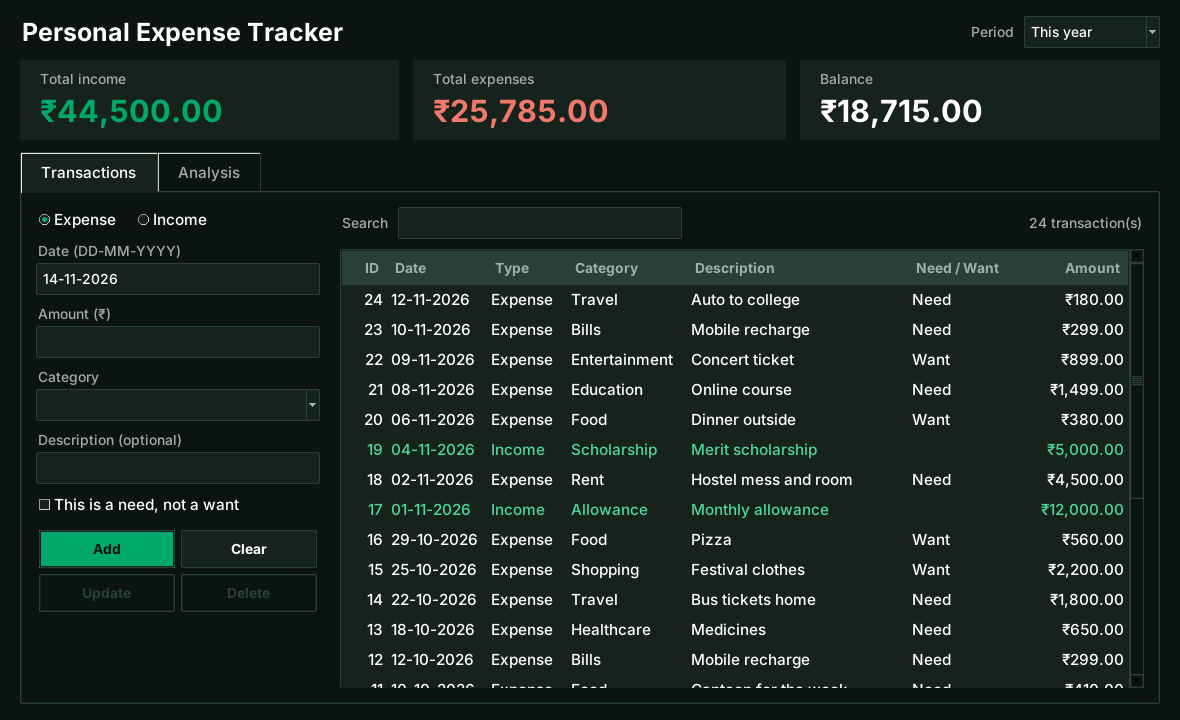 Personal Expense Tracker
Period This year
Total income
₹44,500.00
Total expenses
₹25,785.00
Balance
₹18,715.00
Transactions Analysis
Expense Income
Date (DD-MM-YYYY)
14-11-2026
Amount (₹)
Category
Description (optional)
This is a need, not a want
Add Clear
Update Delete
Search 24 transaction(s)
ID Date Type Category Description Need / Want Amount
24 12-11-2026 Expense Travel Auto to college Need ₹180.00
23 10-11-2026 Expense Bills Mobile recharge Need ₹299.00
22 09-11-2026 Expense Entertainment Concert ticket Want ₹899.00
21 08-11-2026 Expense Education Online course Need ₹1,499.00
20 06-11-2026 Expense Food Dinner outside Want ₹380.00
19 04-11-2026 Income Scholarship Merit scholarship ₹5,000.00
18 02-11-2026 Expense Rent Hostel mess and room Need ₹4,500.00
17 01-11-2026 Income Allowance Monthly allowance ₹12,000.00
16 29-10-2026 Expense Food Pizza Want ₹560.00
15 25-10-2026 Expense Shopping Festival clothes Want ₹2,200.00
14 22-10-2026 Expense Travel Bus tickets home Need ₹1,800.00
13 18-10-2026 Expense Healthcare Medicines Need ₹650.00
12 12-10-2026 Expense Bills Mobile recharge Need ₹299.00